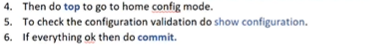 4. Then do top to go to home config mode.
5. To check the configuration validation do show configuration.
6. If everything ok then do commit.